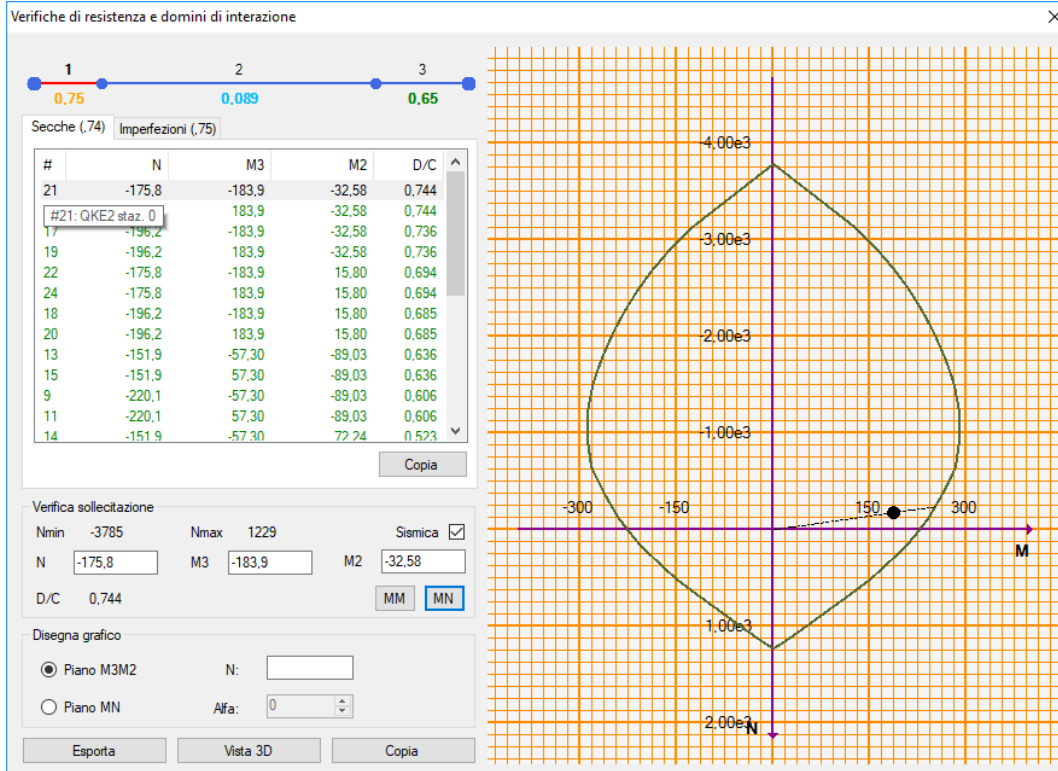 Verifiche di resistenza e domini di interazione
1 2 3
0,75 0,089 0,65
Secche (,74) Imperfezioni (,75)
# N M3 M2 D/C
21 -175,8 -183,9 -32,58 0,744
#21: QKE2 staz. 0 183,9 -32,58 0,744
17 -196,2 -183,9 -32,58 0,736
19 -196,2 183,9 -32,58 0,736
22 -175,8 -183,9 15,80 0,694
24 -175,8 183,9 15,80 0,694
18 -196,2 -183,9 15,80 0,685
20 -196,2 183,9 15,80 0,685
13 -151,9 -57,30 -89,03 0,636
15 -151,9 57,30 -89,03 0,636
9 -220,1 -57,30 -89,03 0,606
11 -220,1 57,30 -89,03 0,606
14 -151,9 -57,30 72,24 0,523
Copia
Verifica sollecitazione
Nmin -3785 Nmax 1229 Sismica
N -175,8 M3 -183,9 M2 -32,58
D/C 0,744 MM MN
Disegna grafico
Piano M3M2 N:
Piano MN Alfa: 0
Esporta Vista 3D Copia
-4,00e3
-3,00e3
-2,00e3
-1,00e3
-300 -150 150 300
M
1,00e3
2,00e3
N